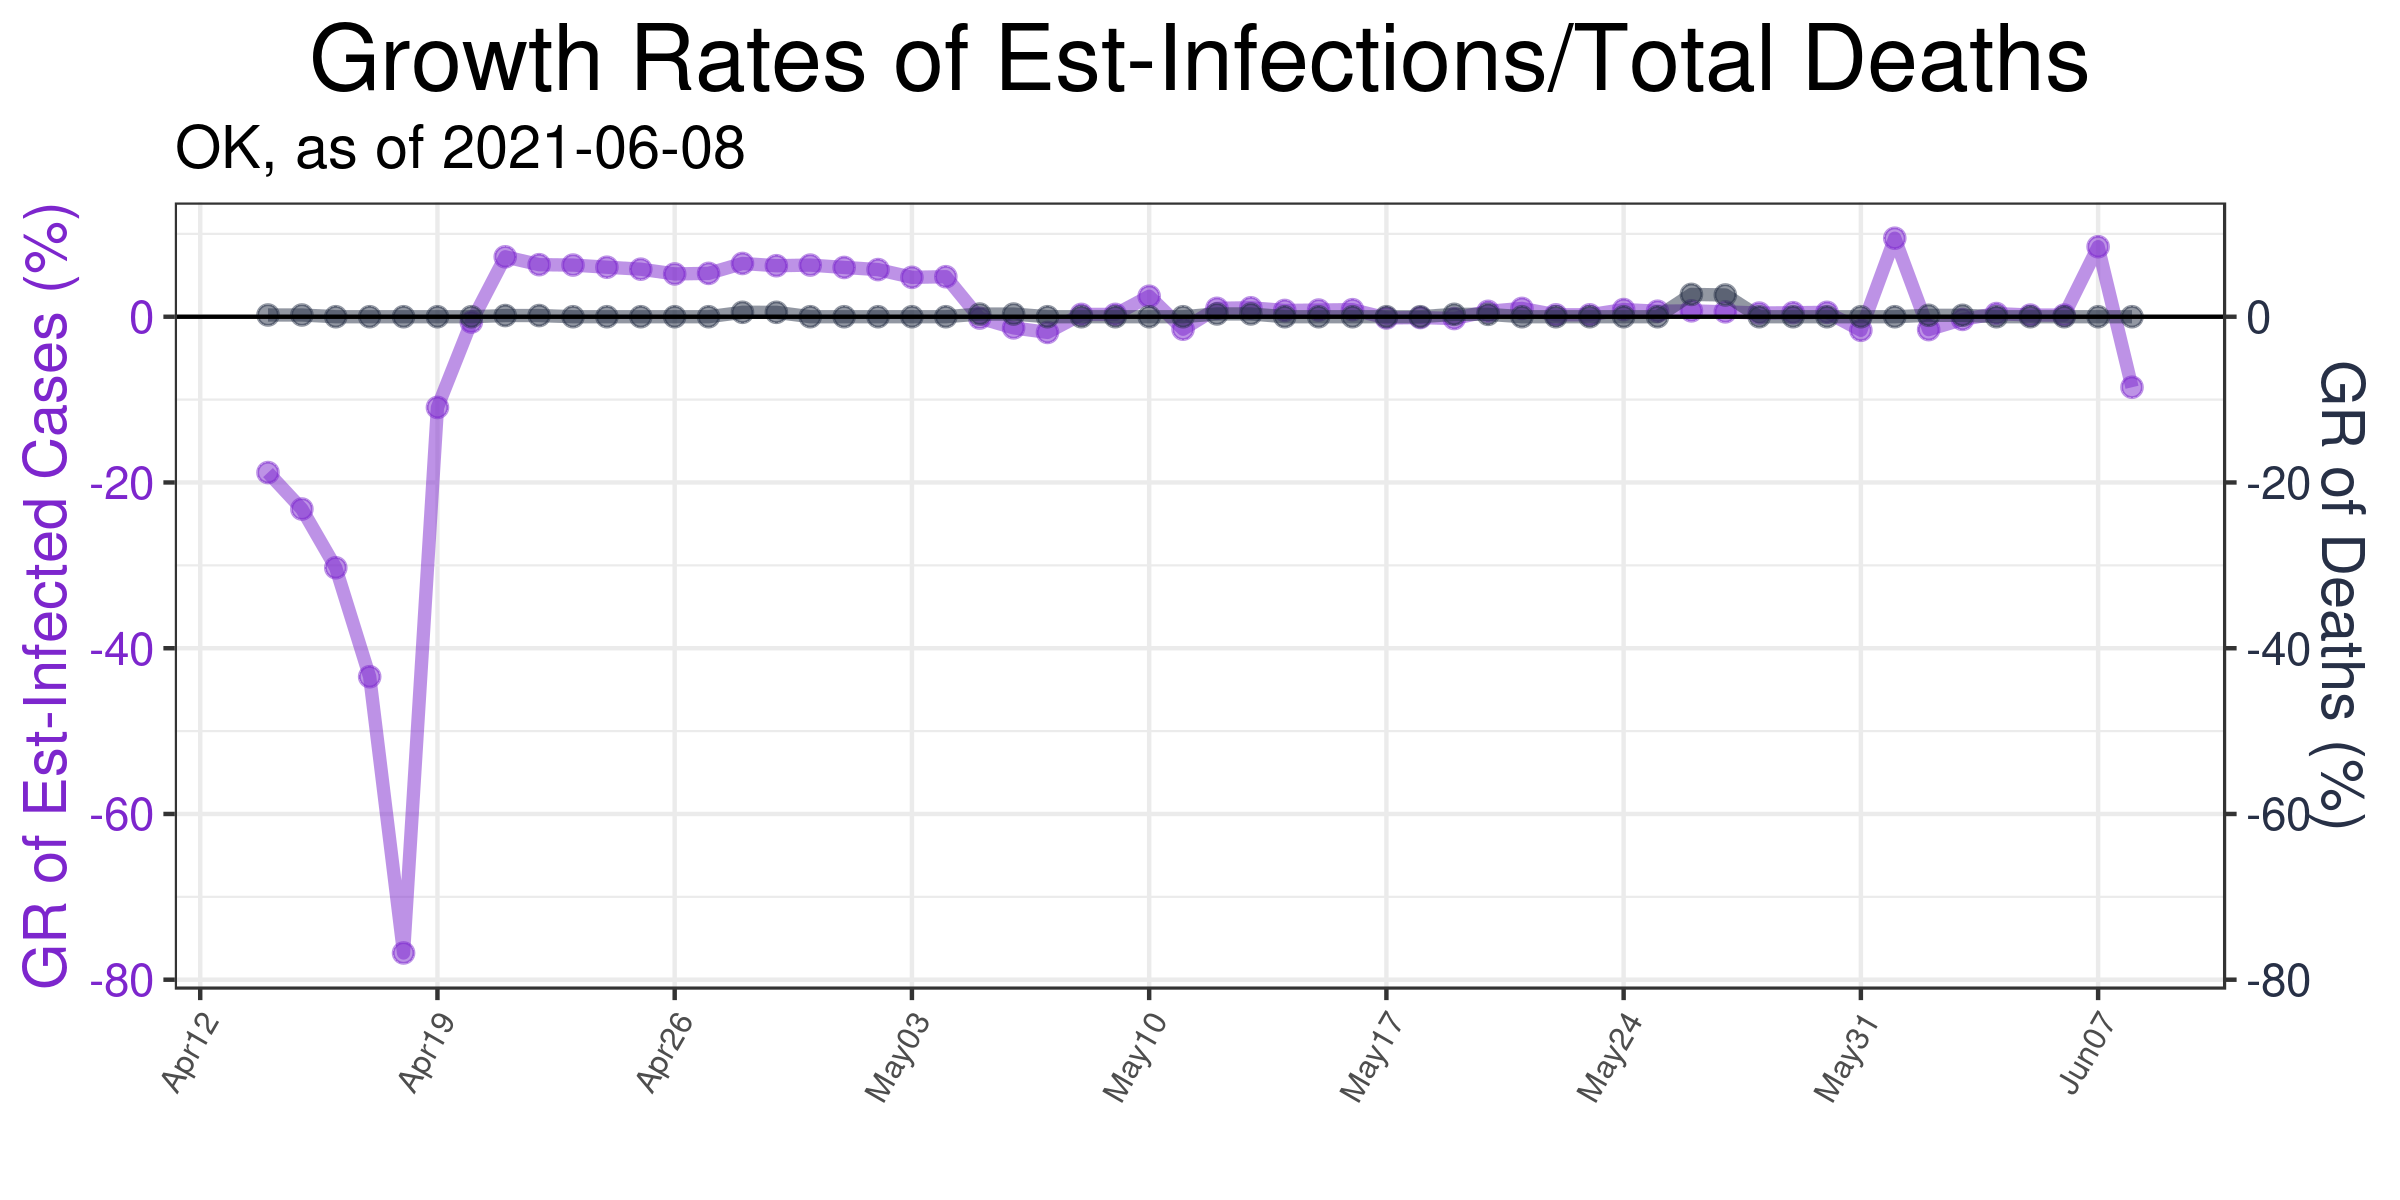 Growth Rates of Est-Infections/Total Deaths
OK, as of 2021-06-08
GR of Est-Infected Cases (%)
0
-20
-40
-60
-80
0
-20
-40
-60
-80
GR of Deaths (%)
Apr12
Apr19
Apr26
May03
May10
May17
May24
May31
Jun07